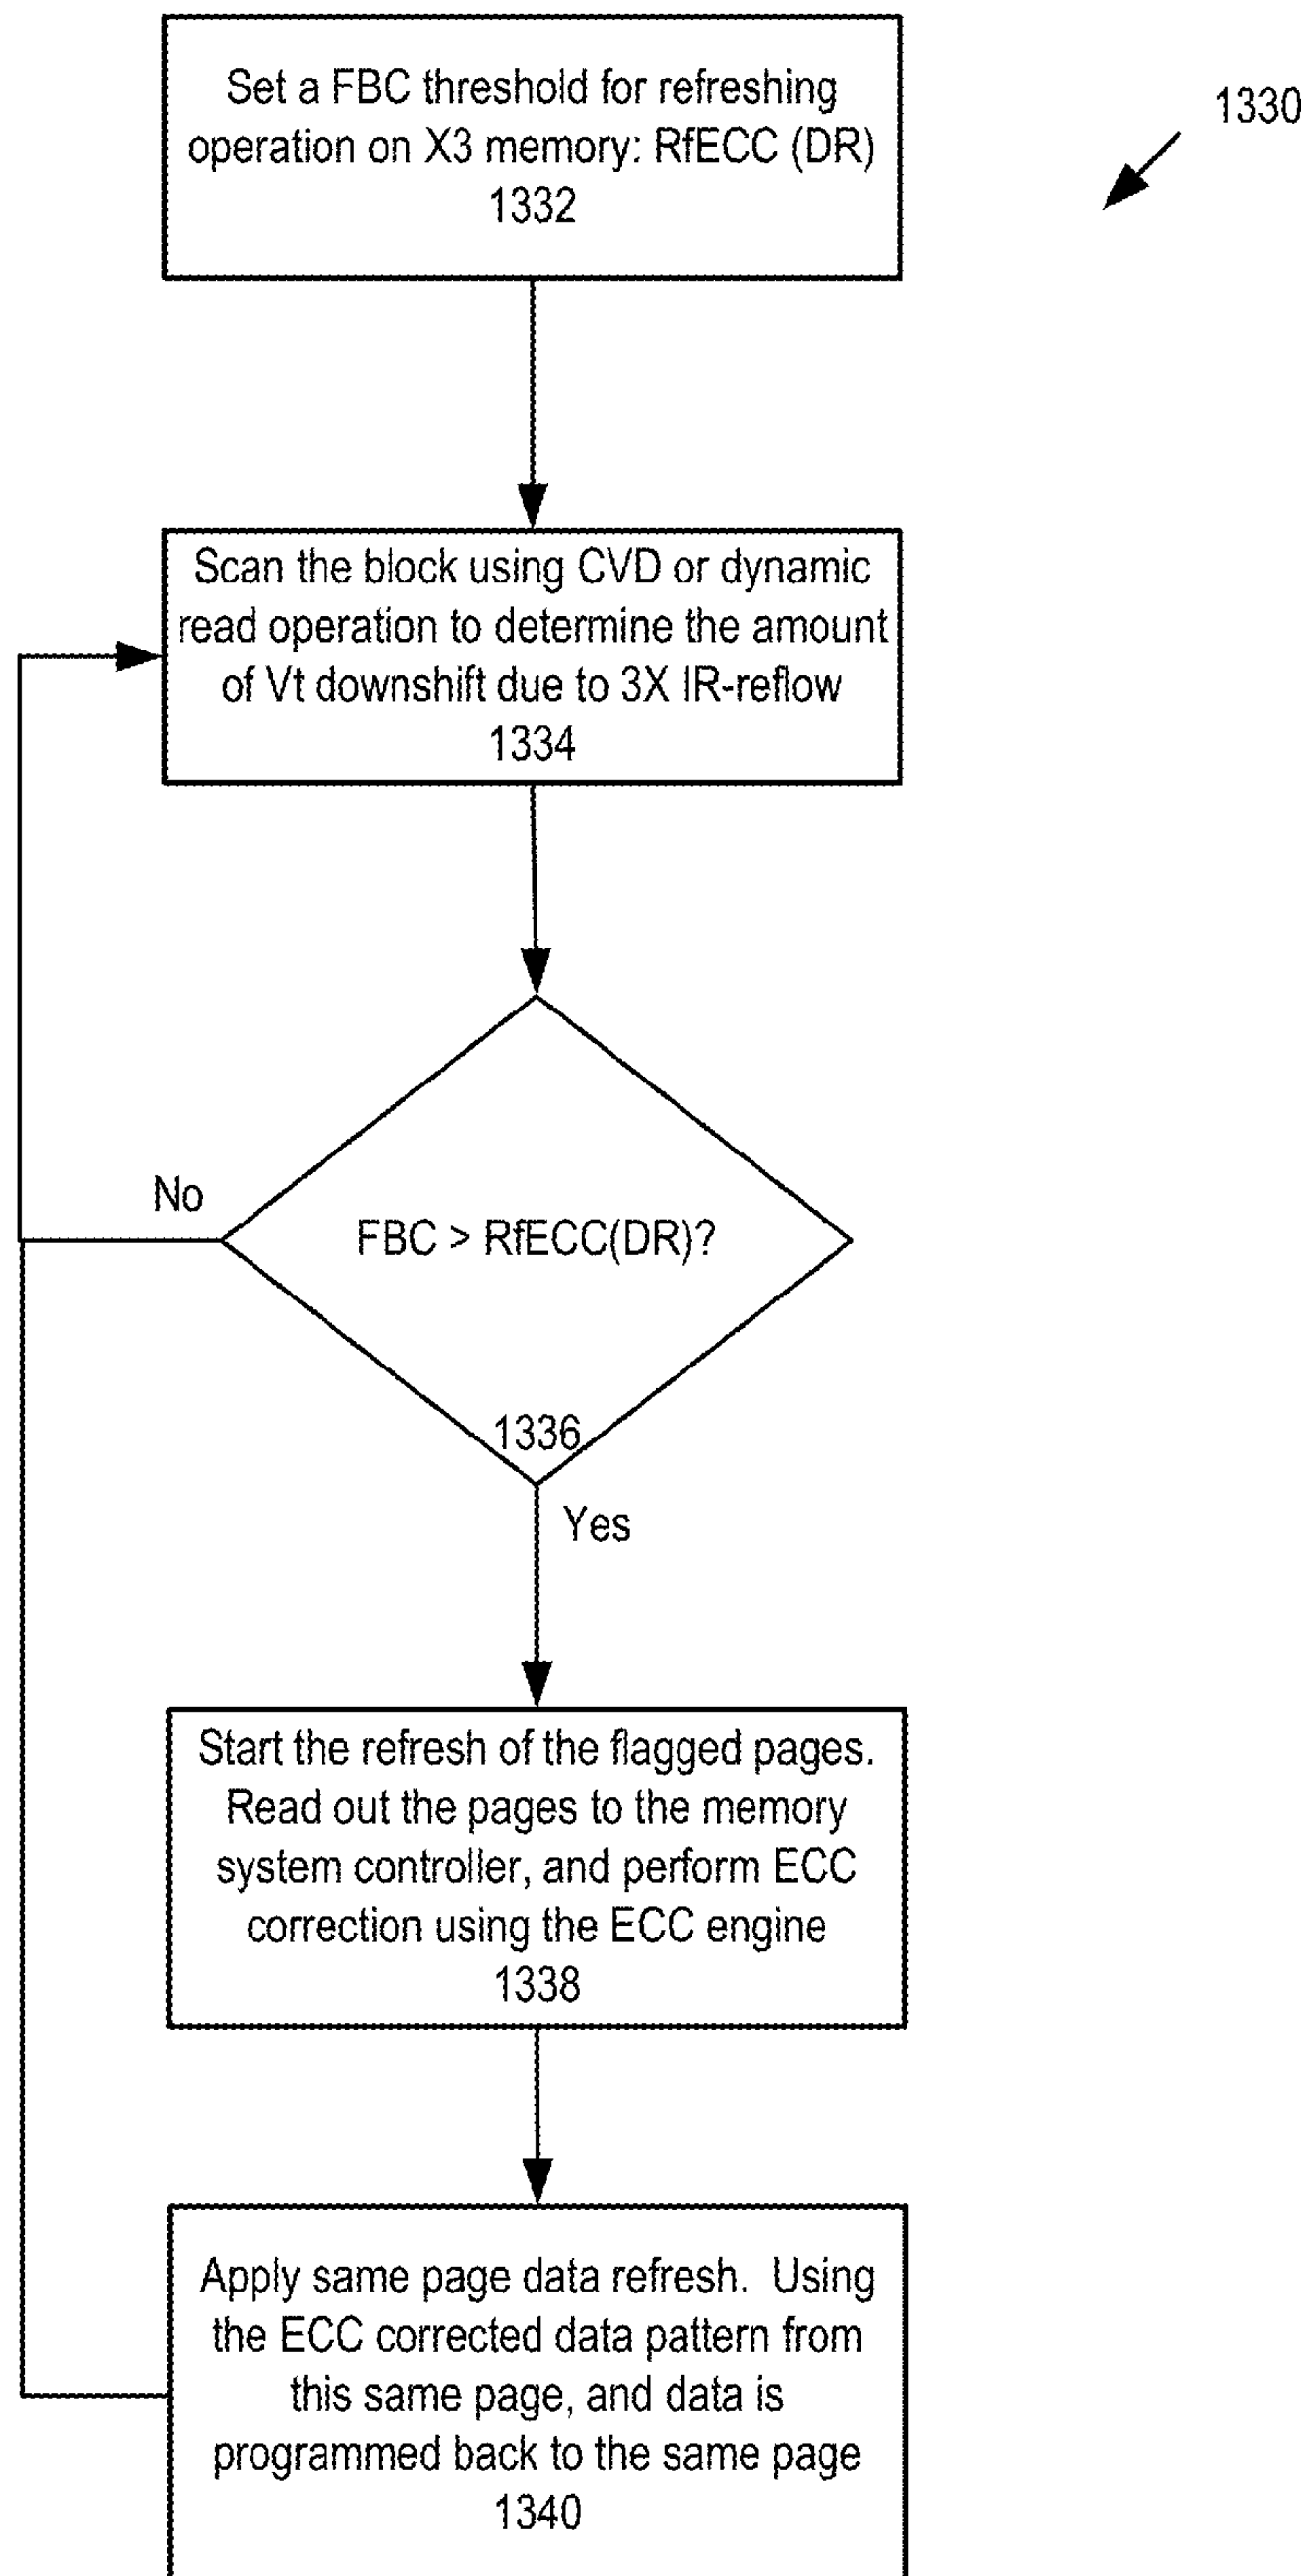 1330
Set a FBC threshold for refreshing
operation on X3 memory: RfECC (DR)
1332
Scan the block using CVD or dynamic
read operation to determine the amount
of Vt downshift due to 3X IR-reflow
1334
No
FBC > RfECC(DR)?
1336
Yes
Start the refresh of the flagged pages.
Read out the pages to the memory
system controller, and perform ECC
correction using the ECC engine
1338
Apply same page data refresh. Using
the ECC corrected data pattern from
this same page, and data is
programmed back to the same page
1340